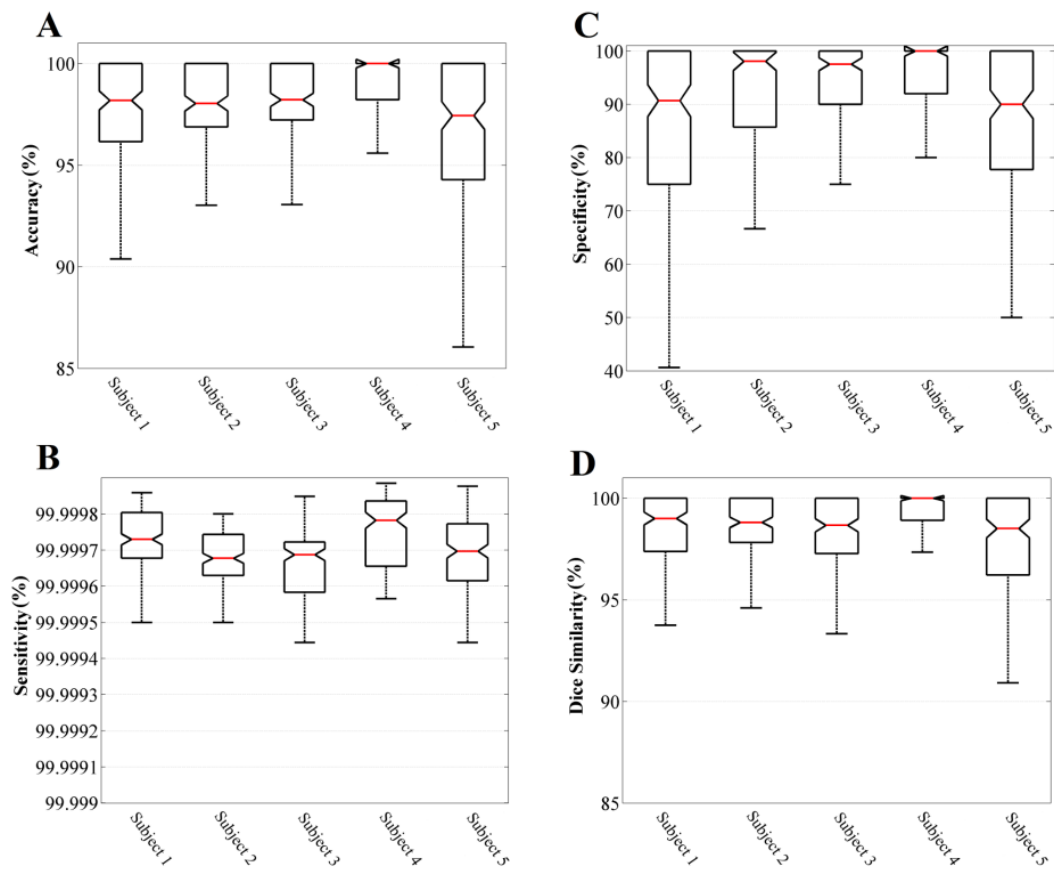 A
Accuracy (%)
100
95
90
85
Subject 1
Subject 2
Subject 3
Subject 4
Subject 5
C
Specificity (%)
100
90
80
70
60
50
40
Subject 1
Subject 2
Subject 3
Subject 4
Subject 5
B
Sensitivity (%)
99.9998
99.9997
99.9996
99.9995
99.9994
99.9993
99.9992
99.9991
99.999
Subject 1
Subject 2
Subject 3
Subject 4
Subject 5
D
Dice Similarity (%)
100
95
90
85
Subject 1
Subject 2
Subject 3
Subject 4
Subject 5